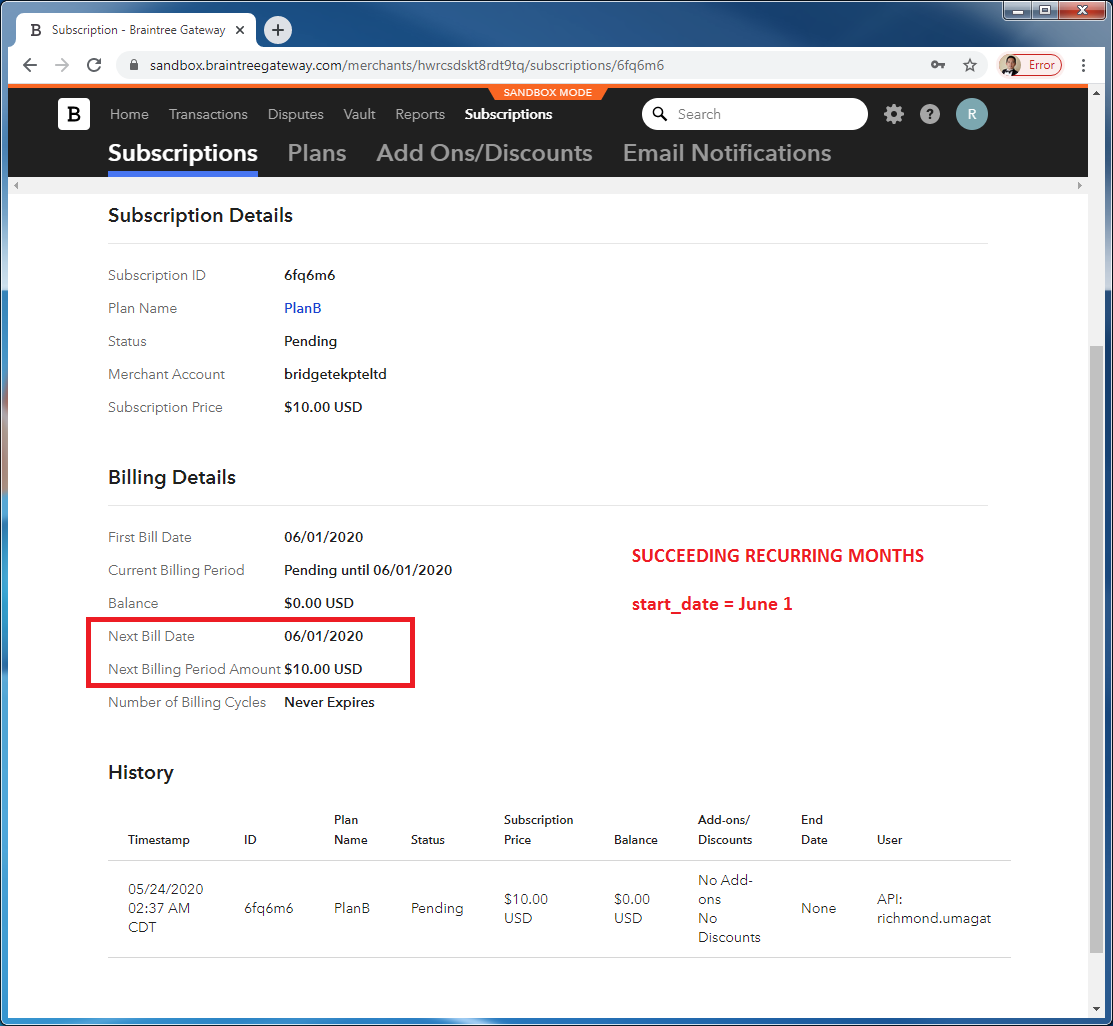 B Subscription - Braintree Gateway
sandbox.braintreegateway.com/merchants/hwrcsdskt8rdt9tq/subscriptions/6fq6m6
Error
SANDBOX MODE
B Home Transactions Disputes Vault Reports Subscriptions Search ? R
Subscriptions Plans Add Ons/Discounts Email Notifications
Subscription Details
Subscription ID 6fq6m6
Plan Name PlanB
Status Pending
Merchant Account bridgetekpteltd
Subscription Price $10.00 USD
Billing Details
First Bill Date 06/01/2020
SUCCEEDING RECURRING MONTHS
Current Billing Period Pending until 06/01/2020
Balance $0.00 USD
start_date = June 1
Next Bill Date 06/01/2020
Next Billing Period Amount $10.00 USD
Number of Billing Cycles Never Expires
History
Plan Subscription Add-ons/ End
Timestamp ID Name Status Price Balance Discounts Date User
05/24/2020 No Add-
02:37 AM 6fq6m6 PlanB Pending $10.00 $0.00 ons None API:
CDT USD USD No richmond.umagat
Discounts